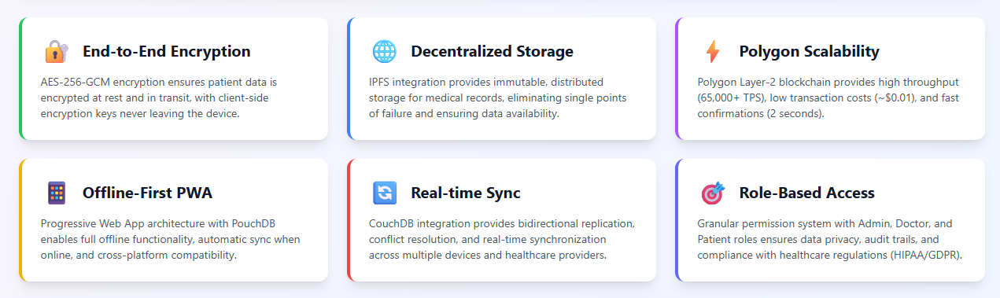 End-to-End Encryption
AES-256-GCM encryption ensures patient data is
encrypted at rest and in transit, with client-side
encryption keys never leaving the device.
Decentralized Storage
IPFS integration provides immutable, distributed
storage for medical records, eliminating single points
of failure and ensuring data availability.
Polygon Scalability
Polygon Layer-2 blockchain provides high throughput
(65,000+ TPS), low transaction costs (~$0.01), and fast
confirmations (2 seconds).
Offline-First PWA
Progressive Web App architecture with PouchDB
enables full offline functionality, automatic sync when
online, and cross-platform compatibility.
Real-time Sync
CouchDB integration provides bidirectional replication,
conflict resolution, and real-time synchronization
across multiple devices and healthcare providers.
Role-Based Access
Granular permission system with Admin, Doctor, and
Patient roles ensures data privacy, audit trails, and
compliance with healthcare regulations (HIPAA/GDPR).